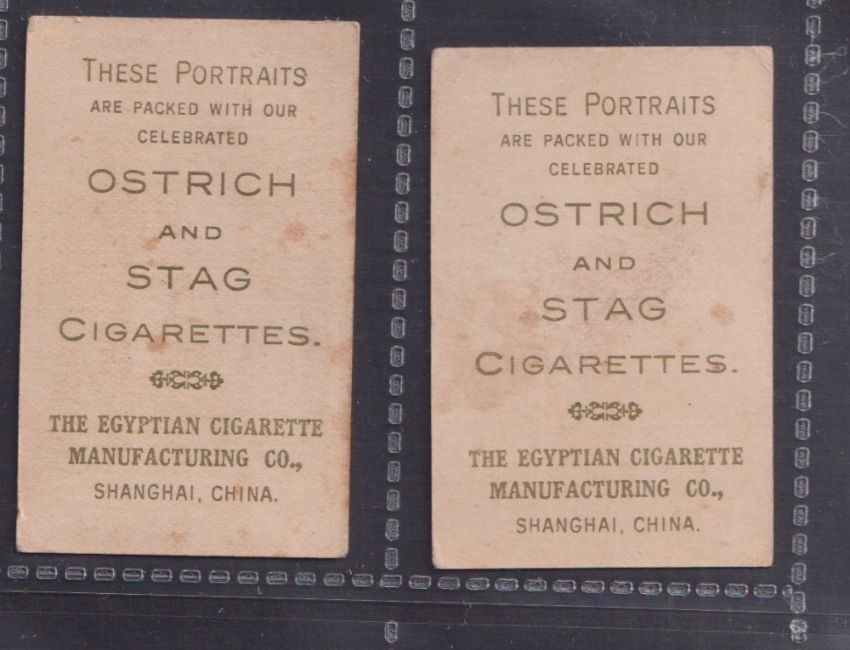 THESE PORTRAITS
ARE PACKED WITH OUR
CELEBRATED
OSTRICH
AND
STAG
CIGARETTES.
THE EGYPTIAN CIGARETTE
MANUFACTURING CO.,
SHANGHAI, CHINA.
THESE PORTRAITS
ARE PACKED WITH OUR
CELEBRATED
OSTRICH
AND
STAG
CIGARETTES.
THE EGYPTIAN CIGARETTE
MANUFACTURING CO.,
SHANGHAI, CHINA.